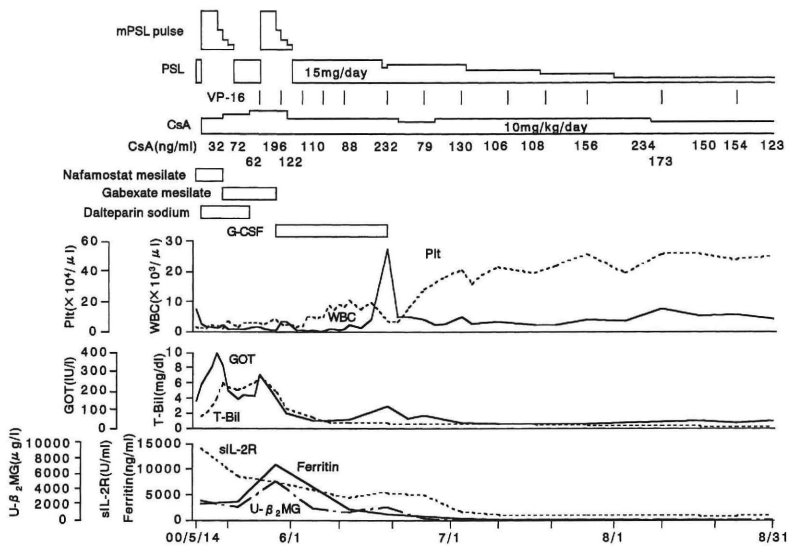 mPSL pulse
PSL
15mg/day
VP-16
CsA
10mg/kg/day
CsA(ng/ml) 32 72 196 110 88 232 79 130 106 108 156 234 150 154 123
62 122 173
Nafamostat mesilate
Gabexate mesilate
Dalteparin sodium
G-CSF
Plt(×10⁴/μl)
60
40
20
0
WBC(×10³/μl)
30
20
10
0
Plt
WBC
GOT(IU/l)
400
300
200
100
0
T-Bil(mg/dl)
10
8
6
4
2
0
GOT
T-Bil
U-β₂MG(μg/l)
10000
8000
6000
4000
2000
0
sIL-2R(U/ml)
Ferritin(ng/ml)
15000
10000
5000
0
sIL-2R
Ferritin
U-β₂MG
00/5/14 6/1 7/1 8/1 8/31